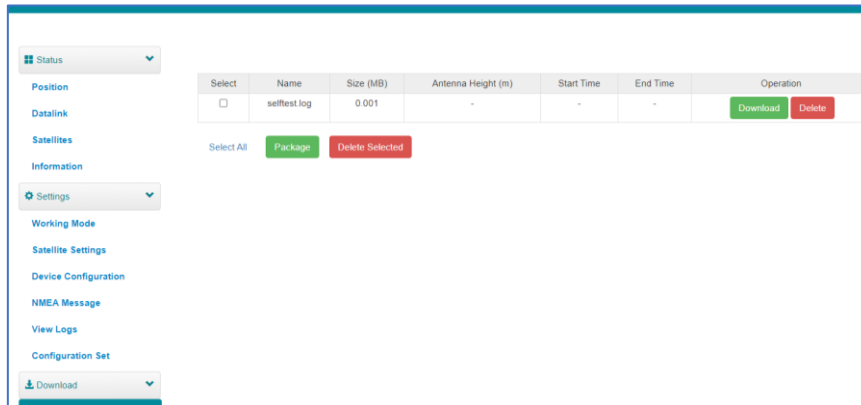 Status
Position
Datalink
Satellites
Information
Settings
Working Mode
Satellite Settings
Device Configuration
NMEA Message
View Logs
Configuration Set
Download
Select Name Size (MB) Antenna Height (m) Start Time End Time Operation
selftest.log 0.001 - - - Download Delete
Select All Package Delete Selected